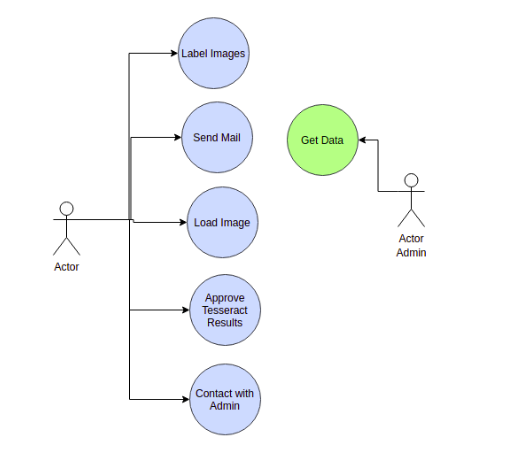 Label Images
Send Mail
Get Data
Load Image
Actor
Actor
Admin
Approve
Tesseract
Results
Contact with
Admin